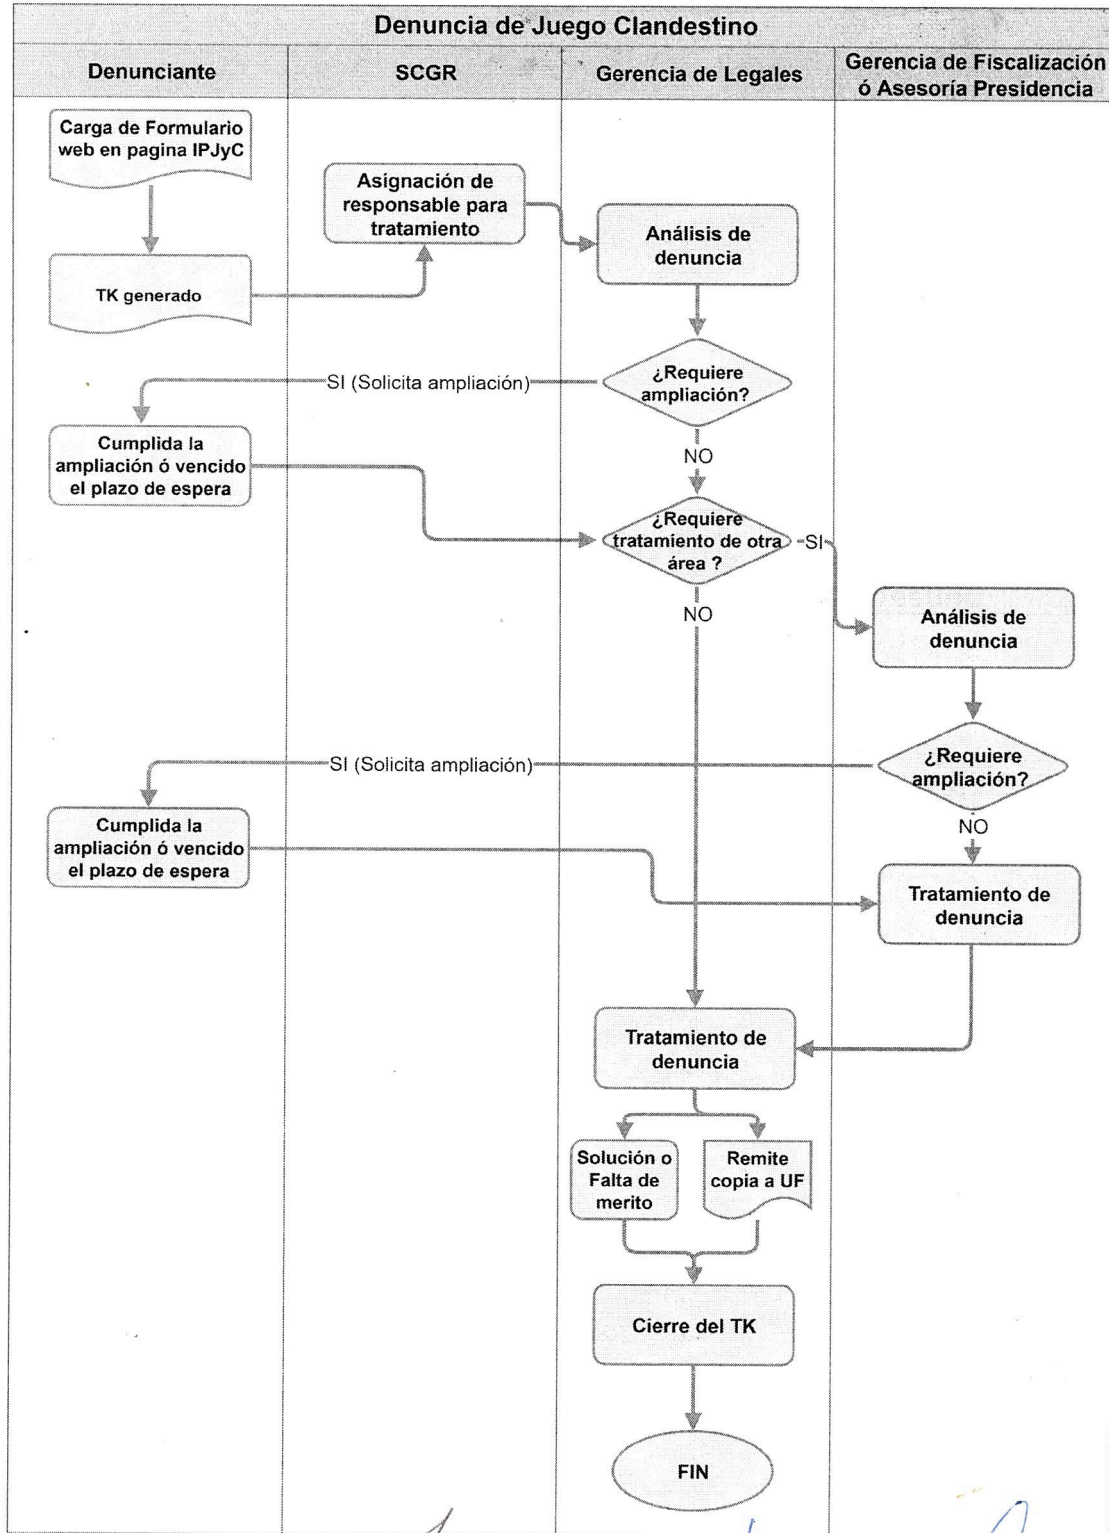 Denuncia de Juego Clandestino
Denunciante
SCGR
Gerencia de Legales
Gerencia de Fiscalización
ó Asesoría Presidencia
Carga de Formulario
web en pagina IPJyC
Asignación de
responsable para
tratamiento
Análisis de
denuncia
TK generado
¿Requiere
ampliación?
SI (Solicita ampliación)
Cumplida la
ampliación ó vencido
el plazo de espera
NO
¿Requiere
tratamiento de otra
área ?
SI
NO
Análisis de
denuncia
¿Requiere
ampliación?
SI (Solicita ampliación)
Cumplida la
ampliación ó vencido
el plazo de espera
NO
Tratamiento de
denuncia
Tratamiento de
denuncia
Solución o
Falta de
merito
Remite
copia a UF
Cierre del TK
FIN